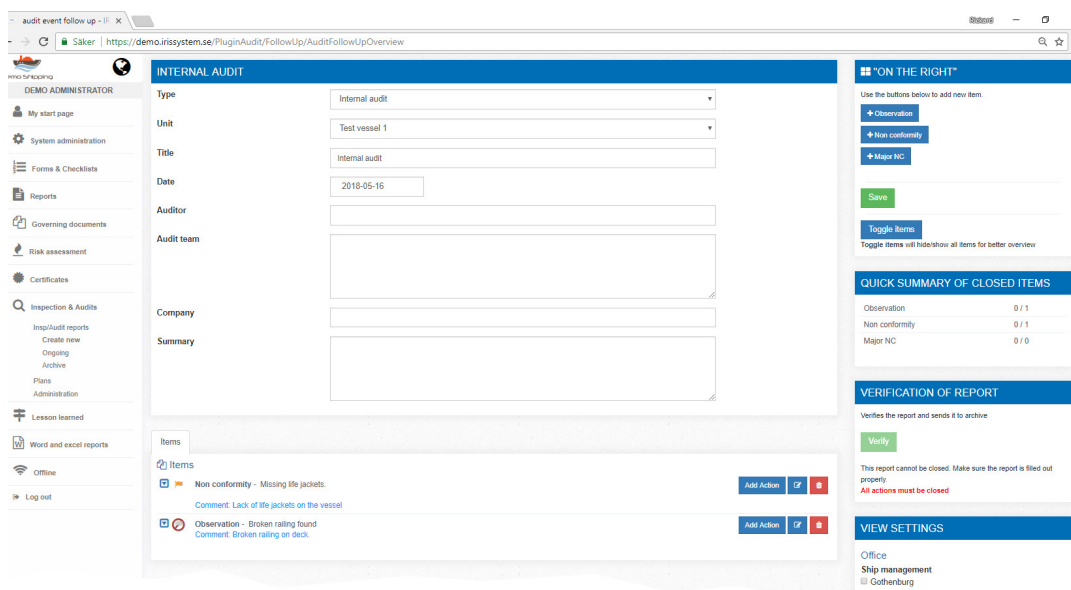 audit event follow up - IR
Rickard
Säker | https://demo.irissystem.se/PluginAudit/FollowUp/AuditFollowUpOverview
DEMO ADMINISTRATOR
My start page
System administration
Forms & Checklists
Reports
Governing documents
Risk assessment
Certificates
Inspection & Audits
Insp/Audit reports
Create new
Ongoing
Archive
Plans
Administration
Lesson learned
Word and excel reports
Offline
Log out
INTERNAL AUDIT
Type
Internal audit
Unit
Test vessel 1
Title
Internal audit
Date
2018-05-16
Auditor
Audit team
Company
Summary
Items
Items
Non conformity - Missing life jackets.
Add Action
Comment: Lack of life jackets on the vessel
Observation - Broken railing found
Add Action
Comment: Broken railing on deck.
"ON THE RIGHT"
Use the buttons below to add new item.
+ Observation
+ Non conformity
+ Major NC
Save
Toggle items
Toggle items will hide/show all items for better overview
QUICK SUMMARY OF CLOSED ITEMS
Observation 0 / 1
Non conformity 0 / 1
Major NC 0 / 0
VERIFICATION OF REPORT
Verifies the report and sends it to archive
Verify
This report cannot be closed. Make sure the report is filled out
properly.
All actions must be closed
VIEW SETTINGS
Office
Ship management
Gothenburg